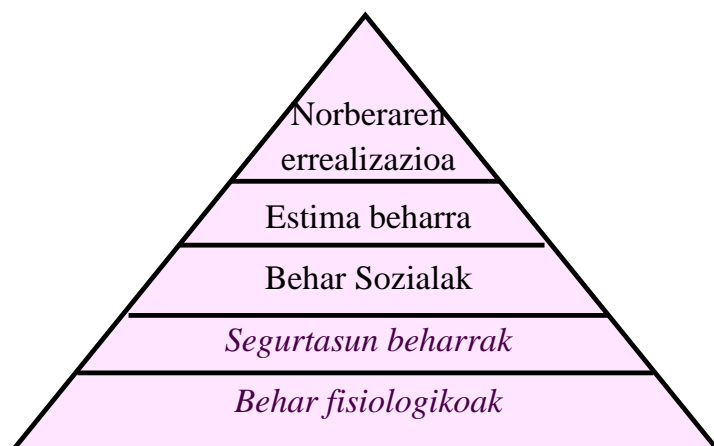 Norberaren
errealizazioa
Estima beharra
Behar Sozialak
Segurtasun beharrak
Behar fisiologikoak